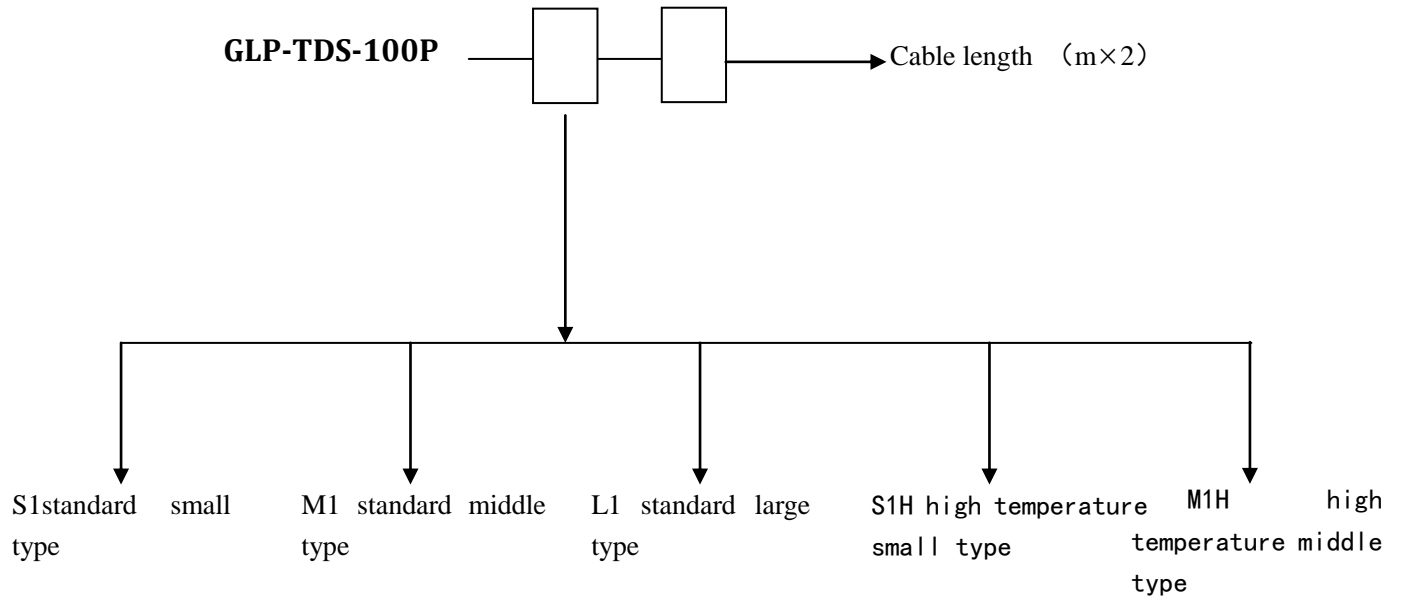 GLP-TDS-100P
Cable length （m×2）
S1standard small
type
M1 standard middle
type
L1 standard large
type
S1H high temperature
small type
M1H high
temperature middle
type